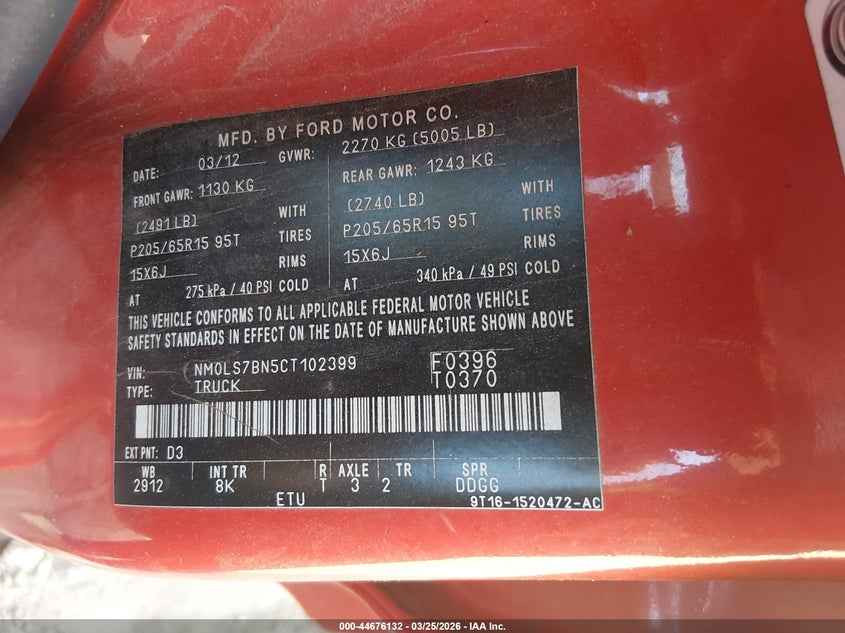 MFD. BY FORD MOTOR CO.
DATE: 03/12 GVWR: 2270 KG (5005 LB)
FRONT GAWR: 1130 KG REAR GAWR: 1243 KG
(2491 LB) WITH (2740 LB) WITH
P205/65R15 95T TIRES P205/65R15 95T TIRES
15X6J RIMS 15X6J RIMS
AT 275 kPa / 40 PSI COLD AT 340 kPa / 49 PSI COLD
THIS VEHICLE CONFORMS TO ALL APPLICABLE FEDERAL MOTOR VEHICLE
SAFETY STANDARDS IN EFFECT ON THE DATE OF MANUFACTURE SHOWN ABOVE
VIN: NM0LS7BN5CT102399 F0396
TYPE: TRUCK T0370
EXT PNT: D3
WB INT TR R AXLE TR SPR
2912 8K T 3 2 DDGG
ETU 9T16-1520472-AC
000-44676132 - 03/25/2026 - IAA Inc.